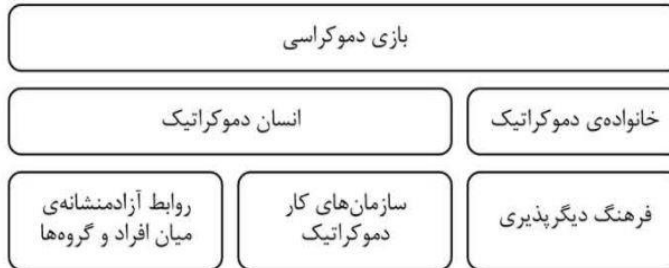 بازی دموکراسی
خانواده‌ی دموکراتیک
انسان دموکراتیک
فرهنگ دیگرپذیری
سازمان‌های کار
دموکراتیک
روابط آزادمنشانه‌ی
میان افراد و گروه‌ها